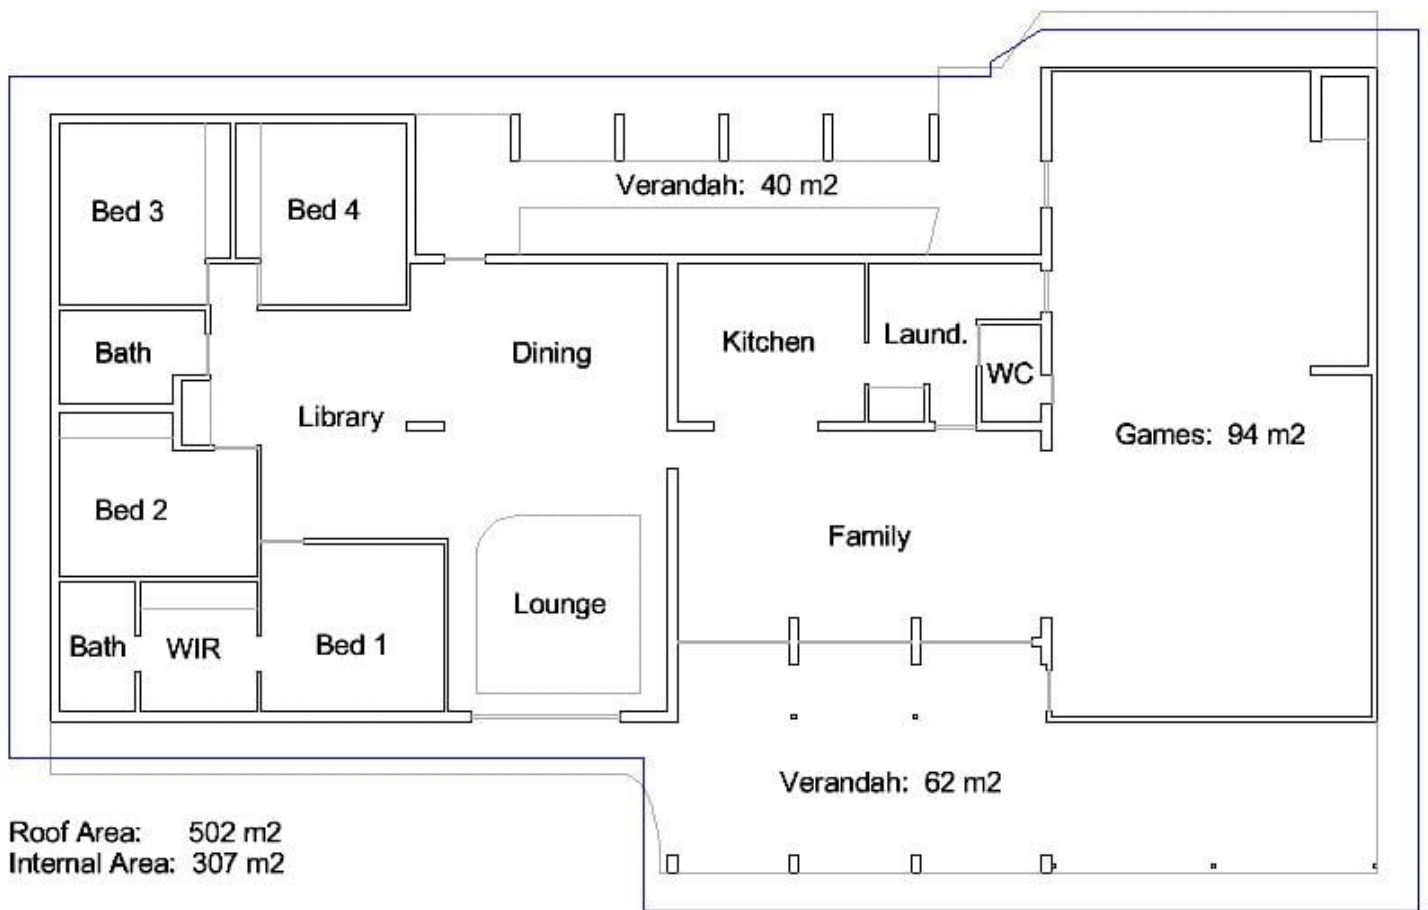 Verandah: 40 m2
Bed 3
Bed 4
Bath
Dining
Kitchen
Laund.
WC
Library
Games: 94 m2
Bed 2
Family
Lounge
Bath
WIR
Bed 1
Verandah: 62 m2
Roof Area: 502 m2
Internal Area: 307 m2